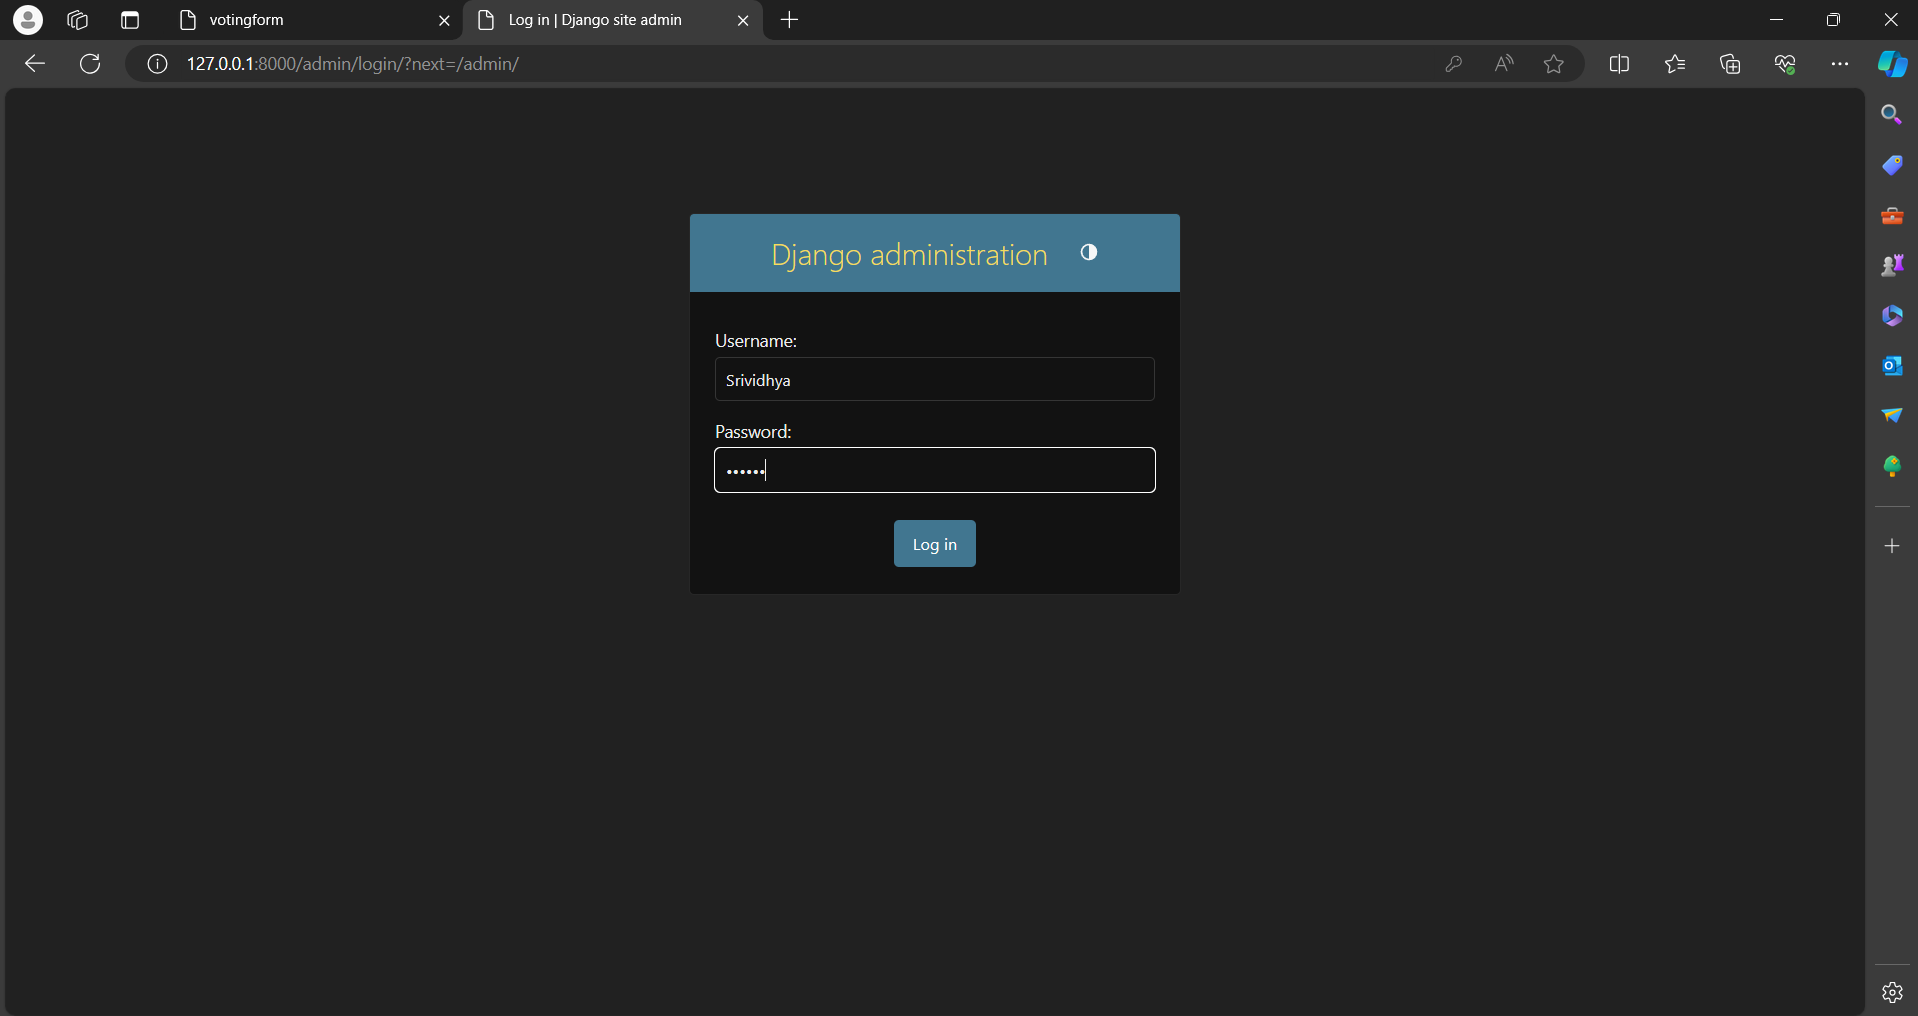 votingform
Log in | Django site admin
127.0.0.1:8000/admin/login/?next=/admin/
Django administration
Username:
Srividhya
Password:
••••••
Log in